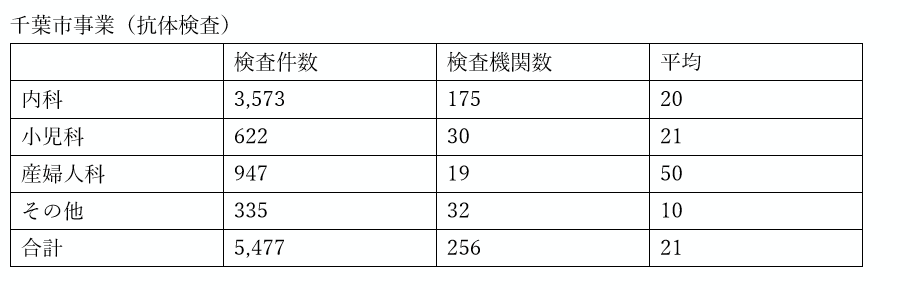 千葉市事業（抗体検査）
検査件数 検査機関数 平均
内科 3,573 175 20
小児科 622 30 21
産婦人科 947 19 50
その他 335 32 10
合計 5,477 256 21